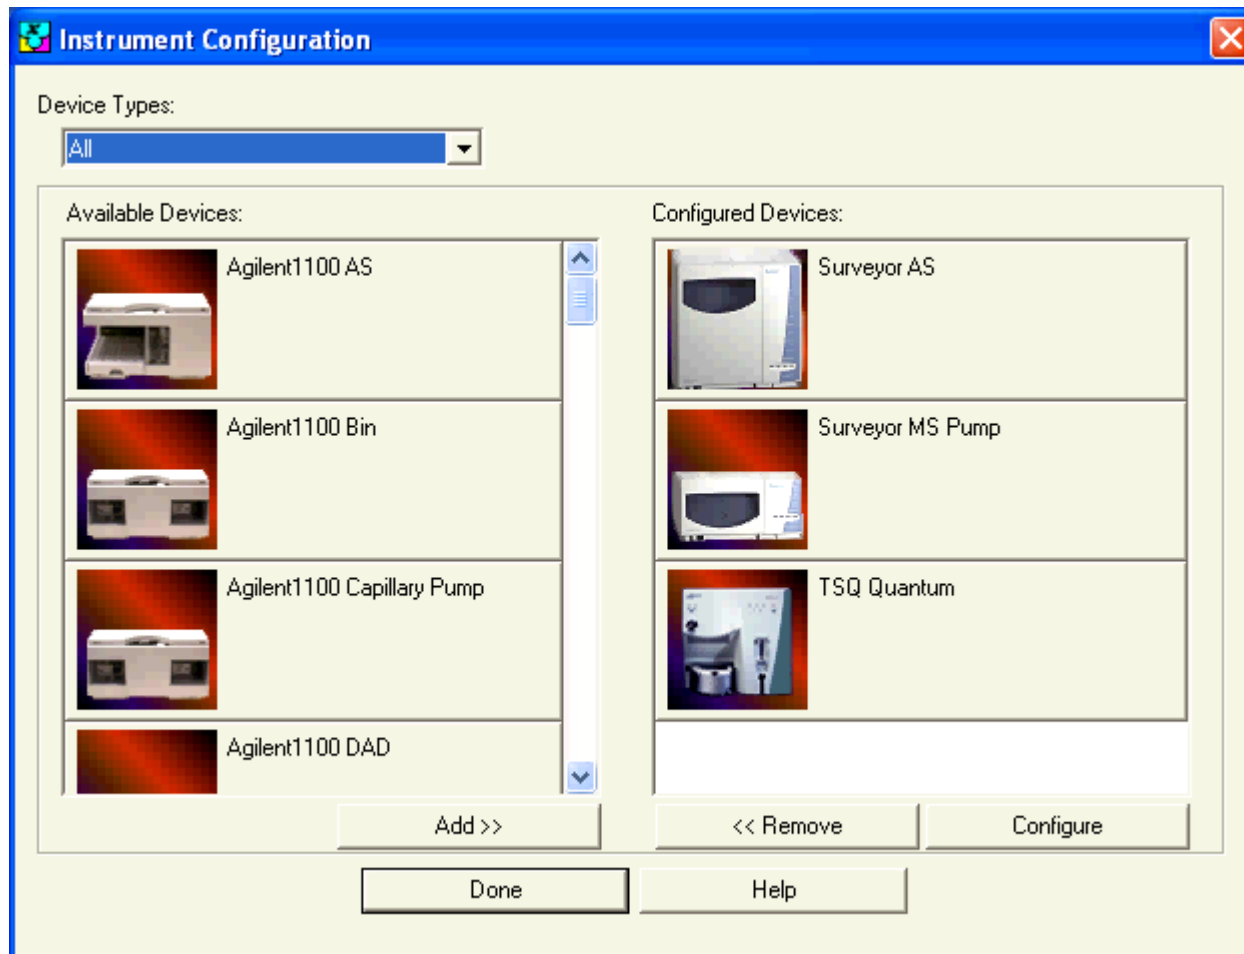 Instrument Configuration
Device Types:
All
Available Devices:
Configured Devices:
Agilent1100 AS
Agilent1100 Bin
Agilent1100 Capillary Pump
Agilent1100 DAD
Surveyor AS
Surveyor MS Pump
TSQ Quantum
Add >>
<< Remove
Configure
Done
Help